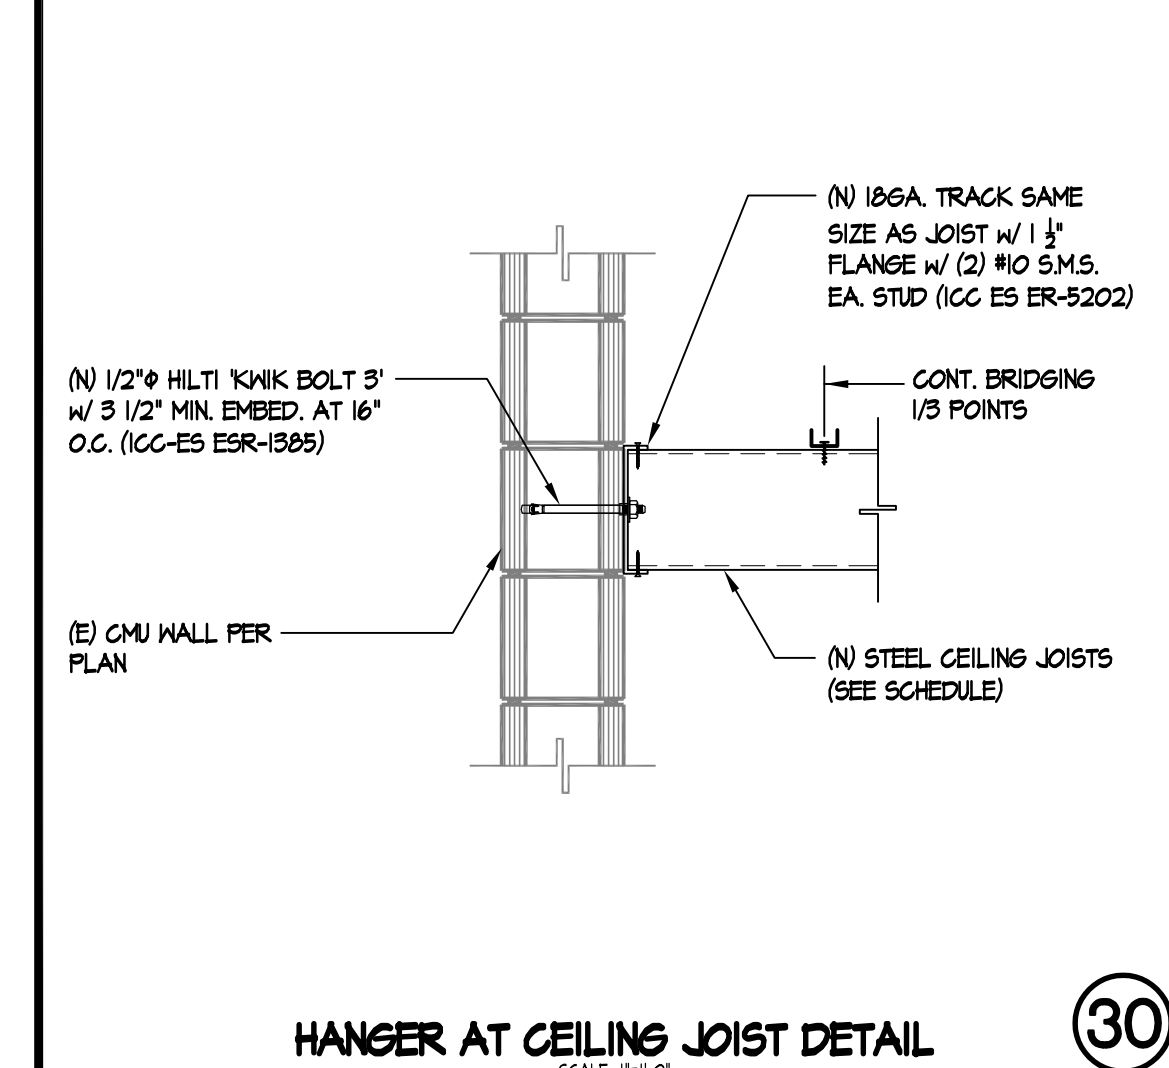 (N) 18GA. TRACK SAME
SIZE AS JOIST W/ 1 1/2"
FLANGE W/ (2) #10 S.M.S.
EA. STUD (ICC ES ER-5202)
(N) 1/2"Φ HILTI 'KWIK BOLT 3'
W/ 3 1/2" MIN. EMBED. AT 16"
O.C. (ICC-ES ESR-1385)
CONT. BRIDGING
1/3 POINTS
(E) CMU WALL PER
PLAN
(N) STEEL CEILING JOISTS
(SEE SCHEDULE)
HANGER AT CEILING JOIST DETAIL
30